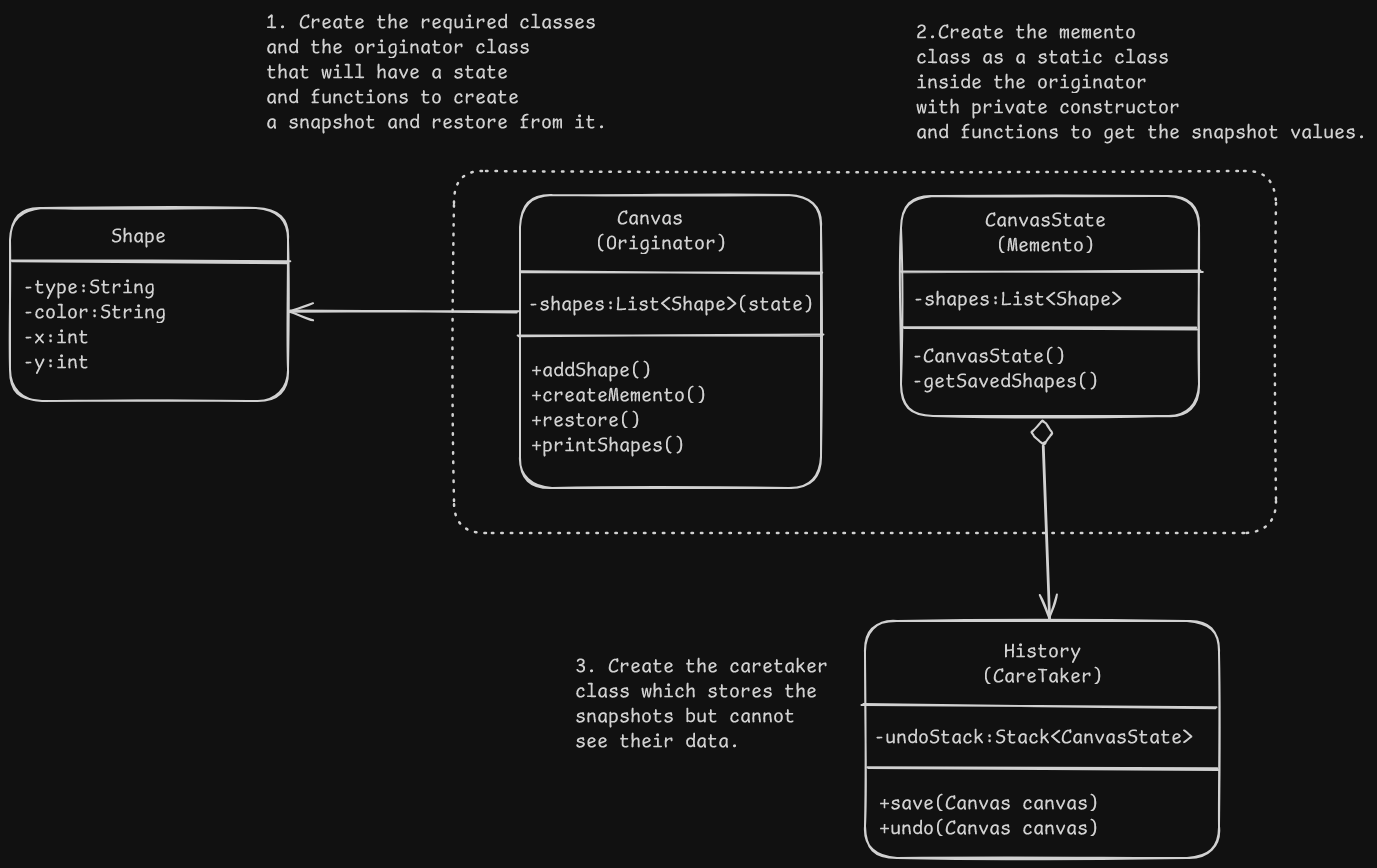 1. Create the required classes
and the originator class
that will have a state
and functions to create
a snapshot and restore from it.
2.Create the memento
class as a static class
inside the originator
with private constructor
and functions to get the snapshot values.
Shape
-type:String
-color:String
-x:int
-y:int
Canvas
(Originator)
-shapes:List<Shape>(state)
+addShape()
+createMemento()
+restore()
+printShapes()
CanvasState
(Memento)
-shapes:List<Shape>
-CanvasState()
-getSavedShapes()
3. Create the caretaker
class which stores the
snapshots but cannot
see their data.
History
(CareTaker)
-undoStack:Stack<CanvasState>
+save(Canvas canvas)
+undo(Canvas canvas)